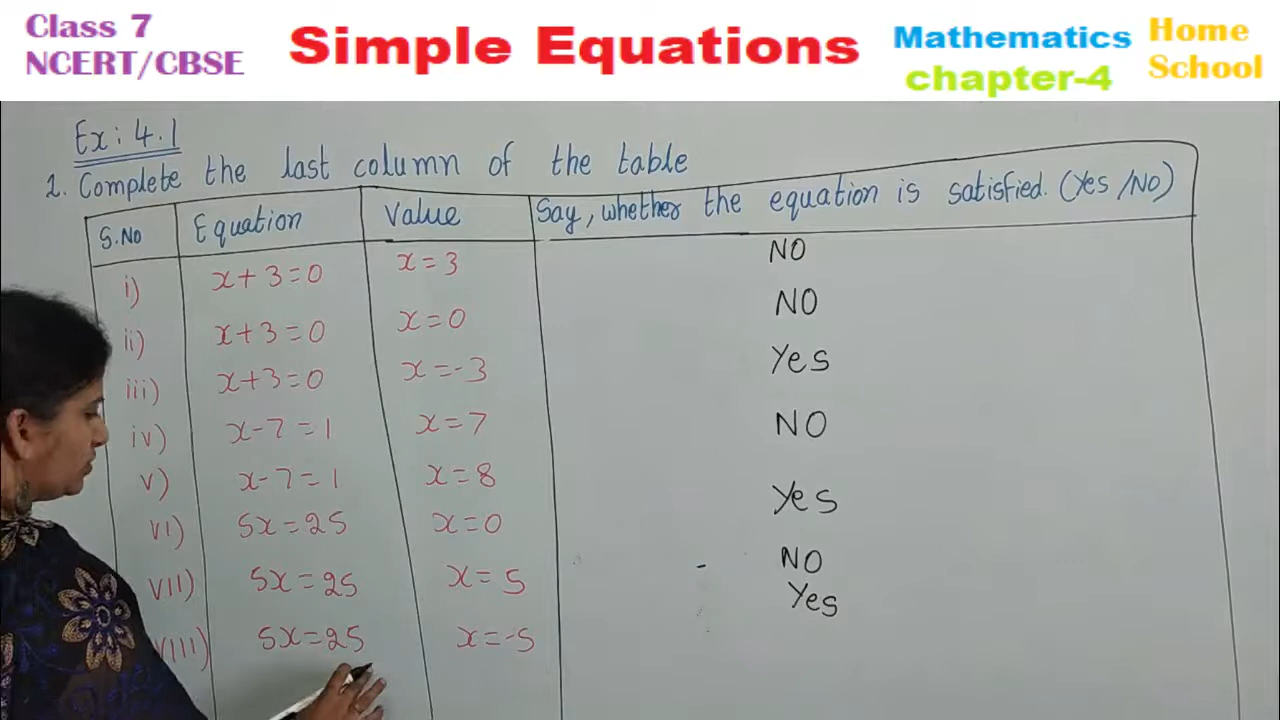 Class 7
NCERT/CBSE
Simple Equations
Mathematics
chapter-4
Home
School
Ex: 4.1
1. Complete the last column of the table
S.NO Equation Value Say, whether the equation is satisfied. (Yes /NO)
i) x+3=0 x=3 NO
ii) x+3=0 x=0 NO
iii) x+3=0 x=-3 Yes
iv) x-7=1 x=7 NO
v) x-7=1 x=8 Yes
VI) 5x=25 x=0 NO
VII) 5x=25 x=5 Yes
VIII) 5x=25 x=-5